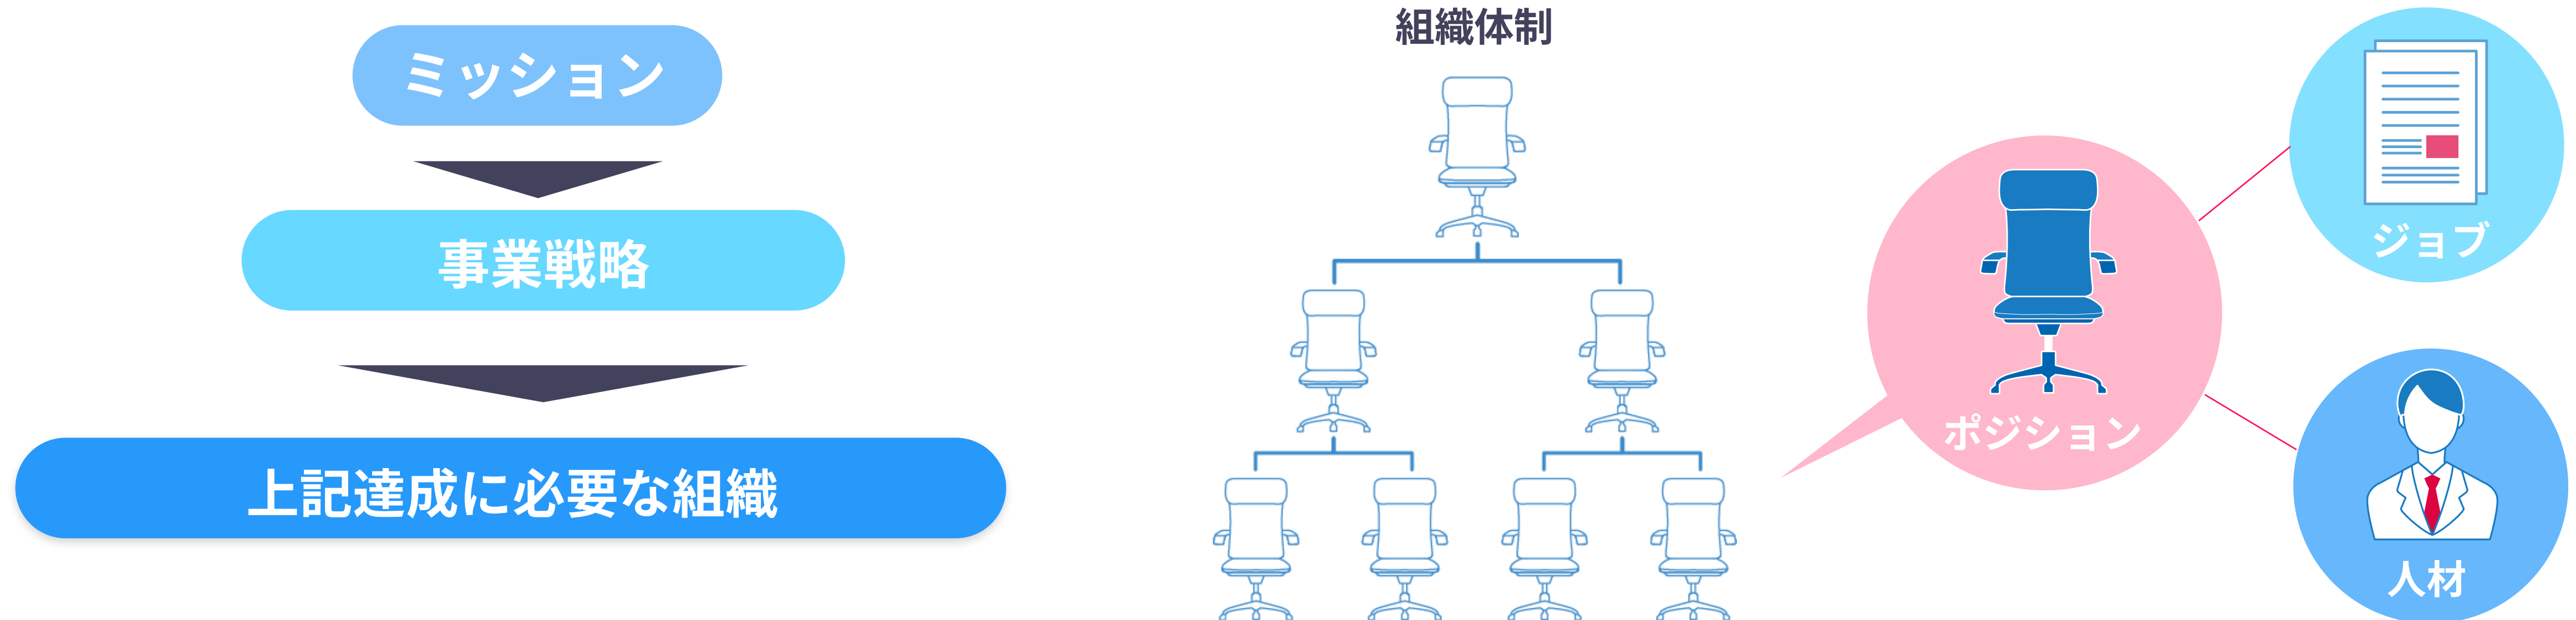 ミッション
事業戦略
上記達成に必要な組織
組織体制
ポジション
ジョブ
人材